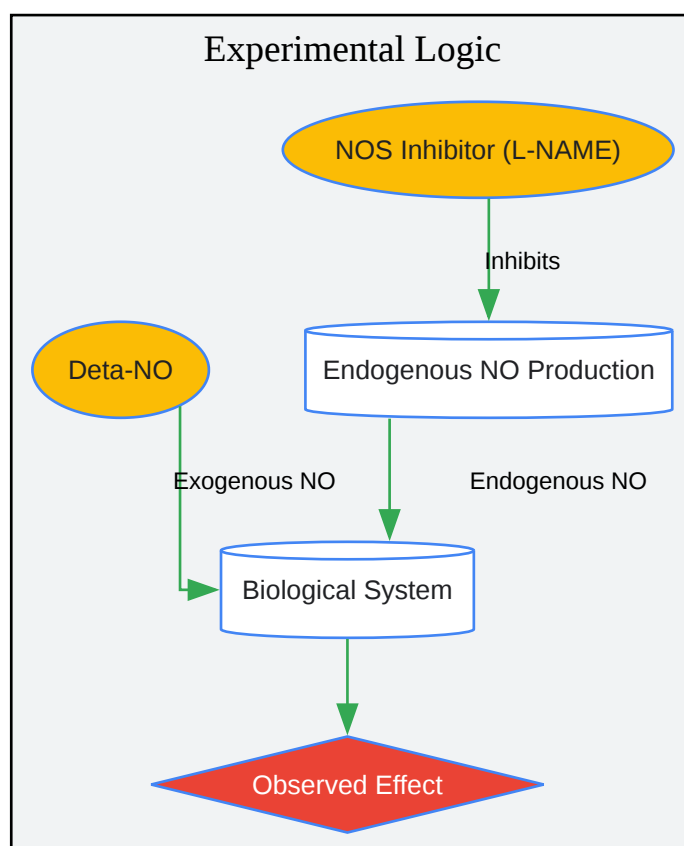 Experimental Logic
NOS Inhibitor (L-NAME)
Inhibits
Deta-NO
Endogenous NO Production
Exogenous NO
Endogenous NO
Biological System
Observed Effect